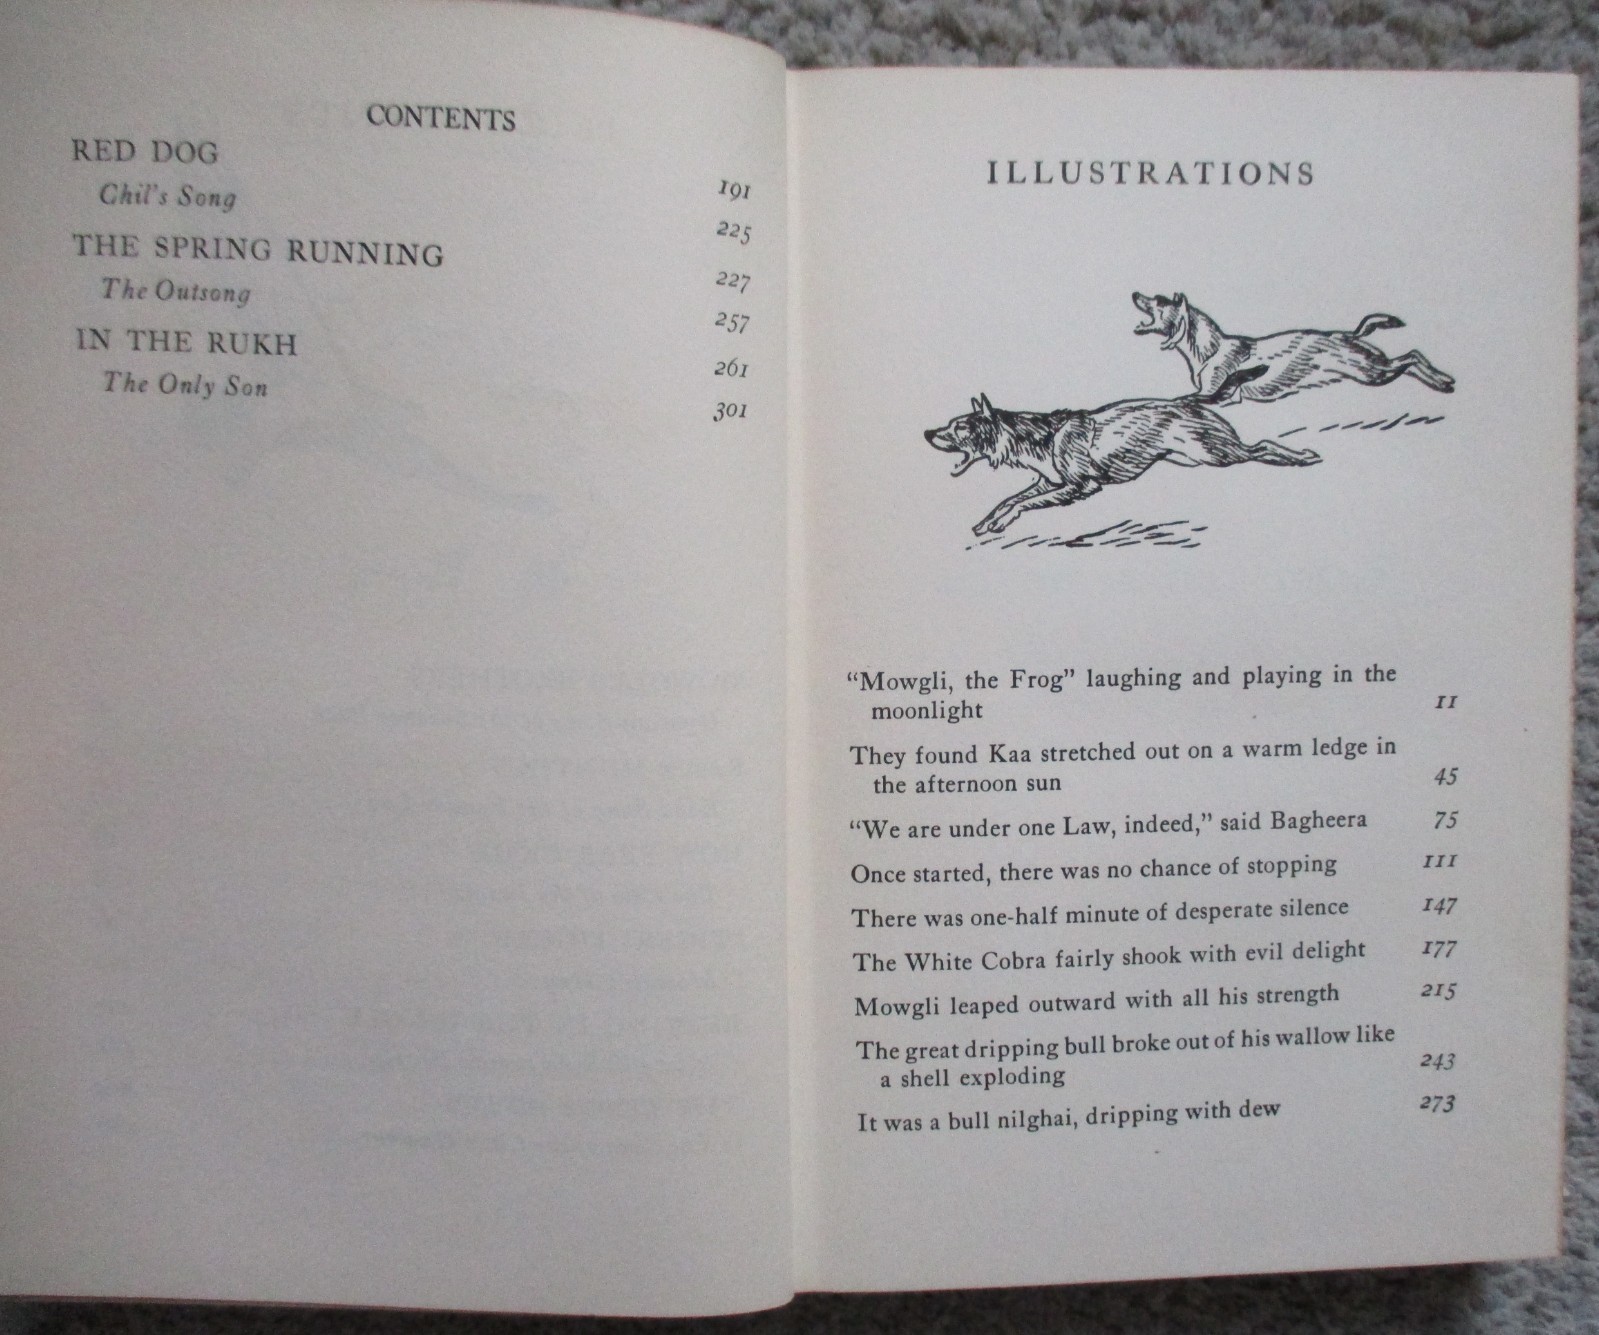 CONTENTS
RED DOG 191
Chil's Song 225
THE SPRING RUNNING 227
The Outsong 257
IN THE RUKH 261
The Only Son 301
ILLUSTRATIONS
“Mowgli, the Frog” laughing and playing in the
moonlight 11
They found Kaa stretched out on a warm ledge in
the afternoon sun 45
“We are under one Law, indeed,” said Bagheera 75
Once started, there was no chance of stopping 111
There was one-half minute of desperate silence 147
The White Cobra fairly shook with evil delight 177
Mowgli leaped outward with all his strength 215
The great dripping bull broke out of his wallow like
a shell exploding 243
It was a bull nilghai, dripping with dew 273